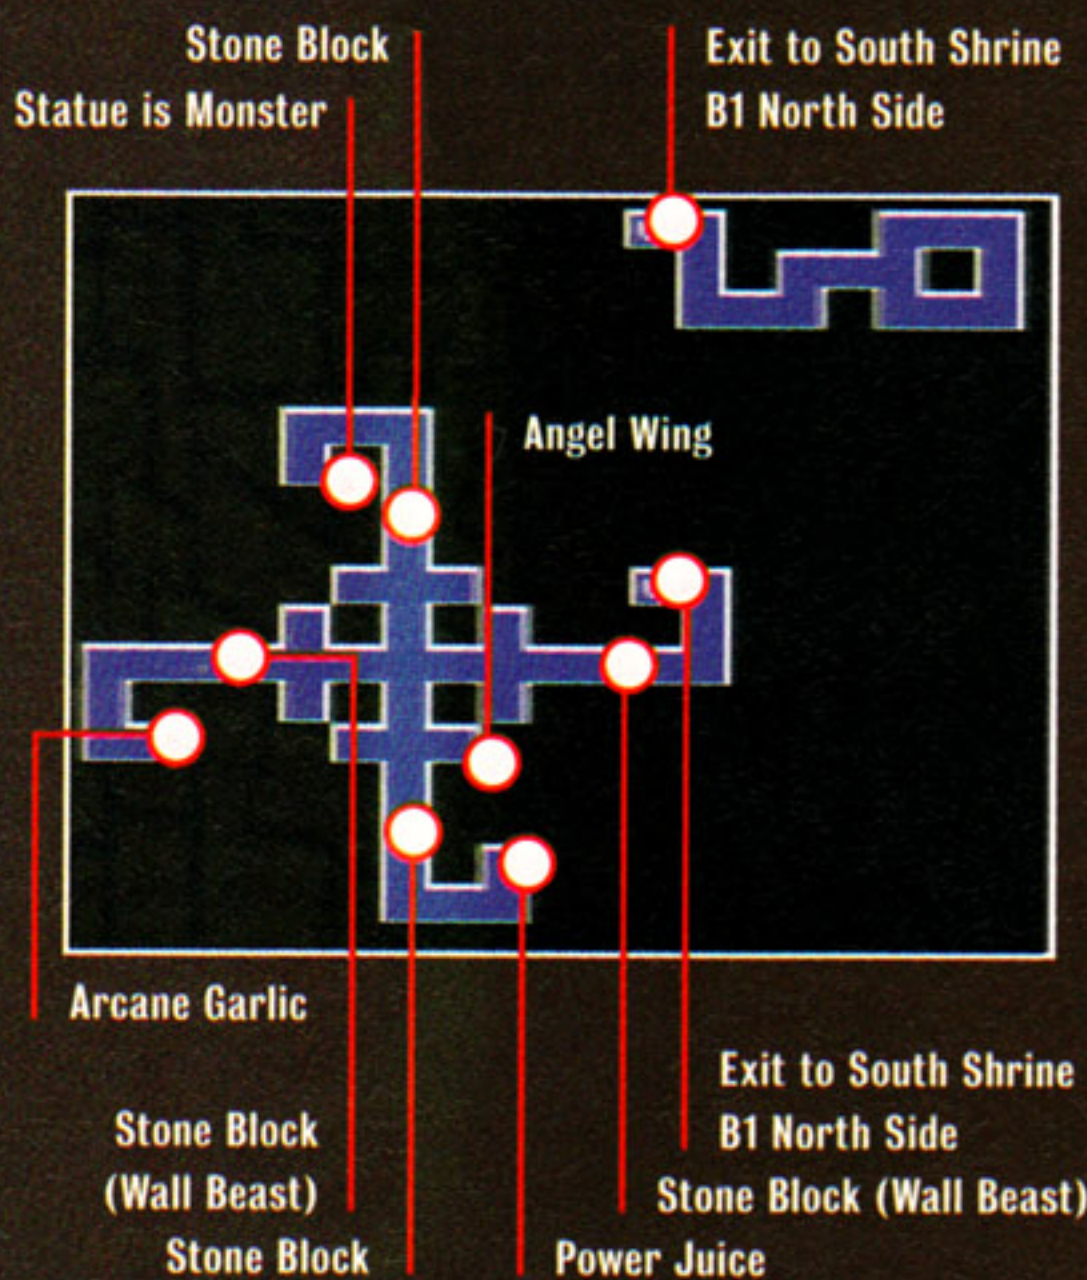 Stone Block
Statue is Monster
Exit to South Shrine
B1 North Side
Angel Wing
Arcane Garlic
Exit to South Shrine
B1 North Side
Stone Block
(Wall Beast)
Stone Block (Wall Beast)
Stone Block
Power Juice